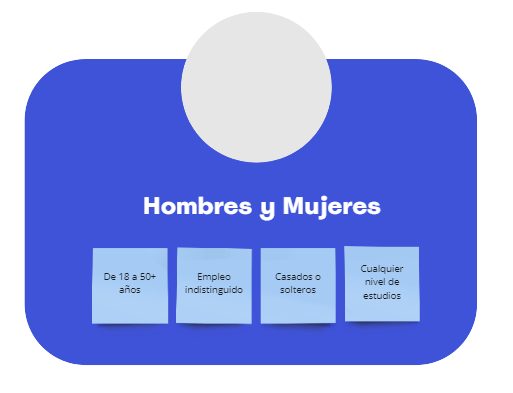 Hombres y Mujeres
De 18 a 50+
años
Empleo
indistinguido
Casados o
solteros
Cualquier
nivel de
estudios